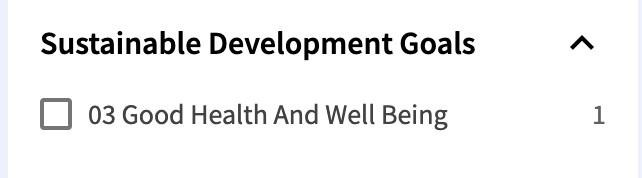 Sustainable Development Goals
03 Good Health And Well Being 1